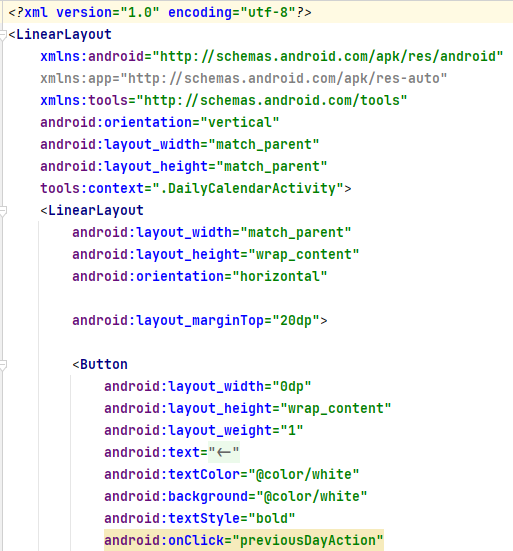 <?xml version="1.0" encoding="utf-8"?>
<LinearLayout
xmlns:android="http://schemas.android.com/apk/res/android"
xmlns:app="http://schemas.android.com/apk/res-auto"
xmlns:tools="http://schemas.android.com/tools"
android:orientation="vertical"
android:layout_width="match_parent"
android:layout_height="match_parent"
tools:context=".DailyCalendarActivity">
<LinearLayout
android:layout_width="match_parent"
android:layout_height="wrap_content"
android:orientation="horizontal"
android:layout_marginTop="20dp">
<Button
android:layout_width="0dp"
android:layout_height="wrap_content"
android:layout_weight="1"
android:text="←"
android:textColor="@color/white"
android:background="@color/white"
android:textStyle="bold"
android:onClick="previousDayAction"